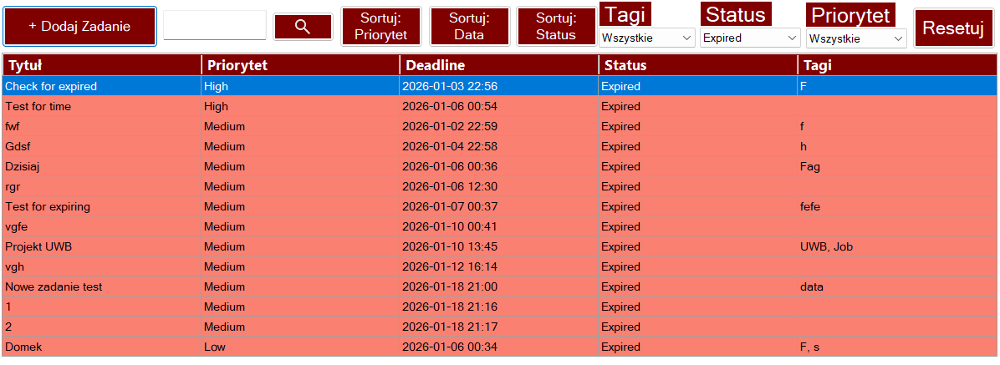 + Dodaj Zadanie
Sortuj: Priorytet
Sortuj: Data
Sortuj: Status
Tagi
Wszystkie
Status
Expired
Priorytet
Wszystkie
Resetuj
Tytuł Priorytet Deadline Status Tagi
Check for expired High 2026-01-03 22:56 Expired F
Test for time High 2026-01-06 00:54 Expired
fwf Medium 2026-01-02 22:59 Expired f
Gdsf Medium 2026-01-04 22:58 Expired h
Dzisiaj Medium 2026-01-06 00:36 Expired Fag
rgr Medium 2026-01-06 12:30 Expired
Test for expiring Medium 2026-01-07 00:37 Expired fefe
vgfe Medium 2026-01-10 00:41 Expired
Projekt UWB Medium 2026-01-10 13:45 Expired UWB, Job
vgh Medium 2026-01-12 16:14 Expired
Nowe zadanie test Medium 2026-01-18 21:00 Expired data
1 Medium 2026-01-18 21:16 Expired
2 Medium 2026-01-18 21:17 Expired
Domek Low 2026-01-06 00:34 Expired F, s